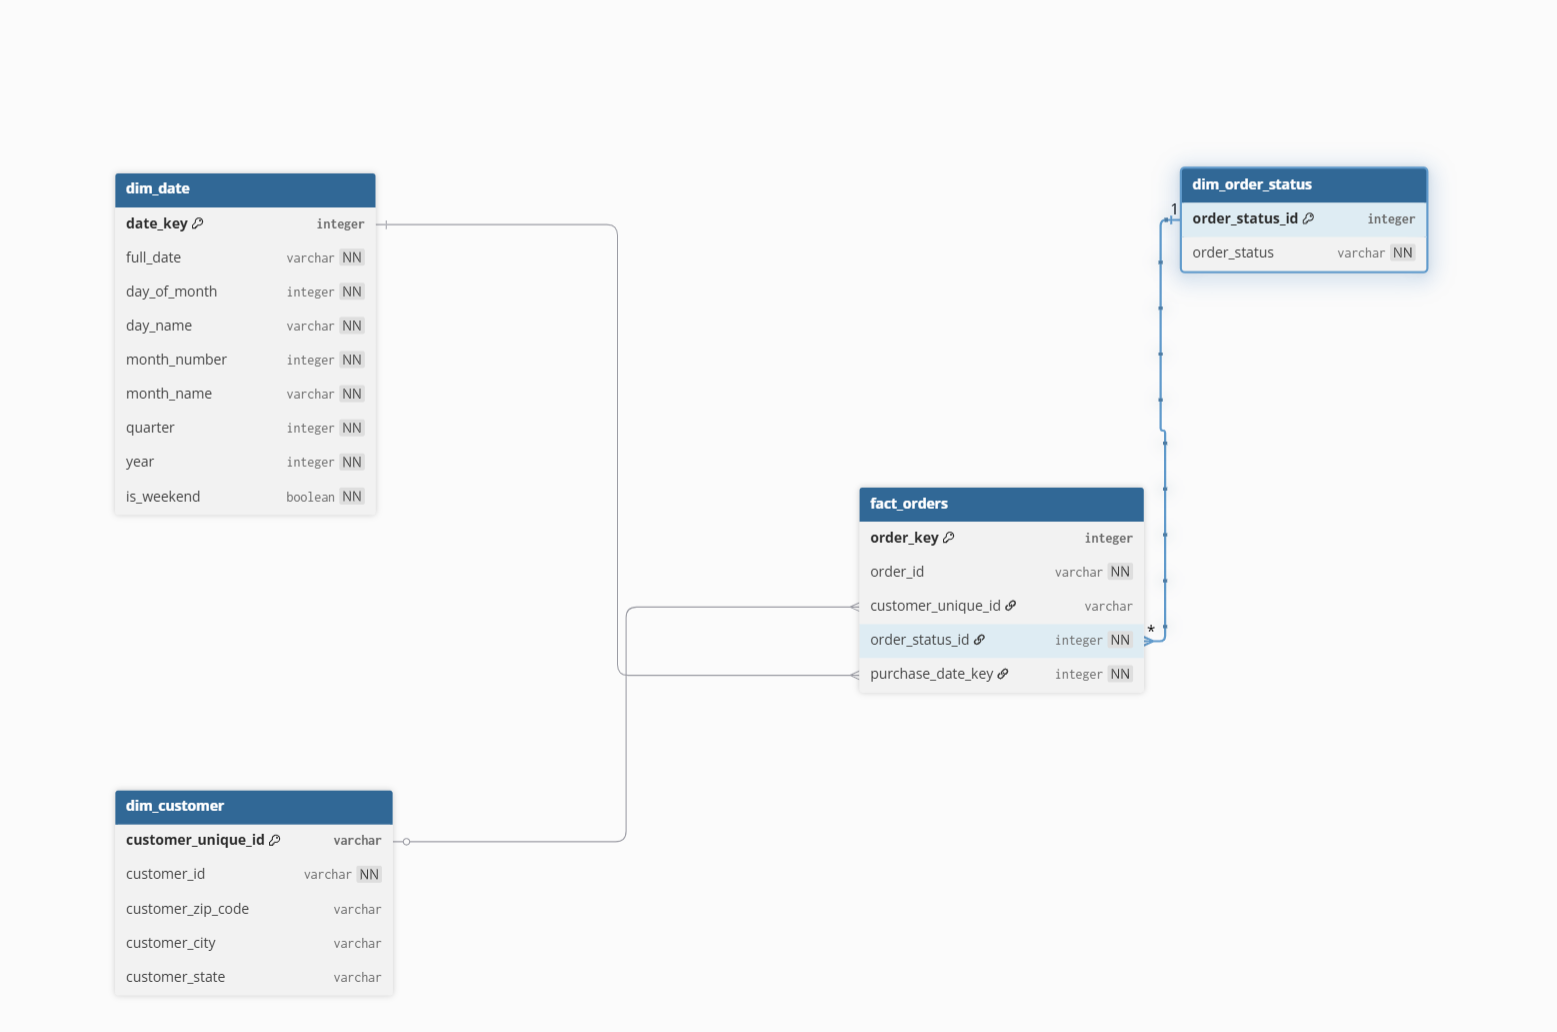 dim_date
date_key integer
full_date varchar NN
day_of_month integer NN
day_name varchar NN
month_number integer NN
month_name varchar NN
quarter integer NN
year integer NN
is_weekend boolean NN
dim_order_status
1
order_status_id integer
order_status varchar NN
fact_orders
order_key integer
order_id varchar NN
customer_unique_id varchar
order_status_id integer NN
*
purchase_date_key integer NN
dim_customer
customer_unique_id varchar
customer_id varchar NN
customer_zip_code varchar
customer_city varchar
customer_state varchar